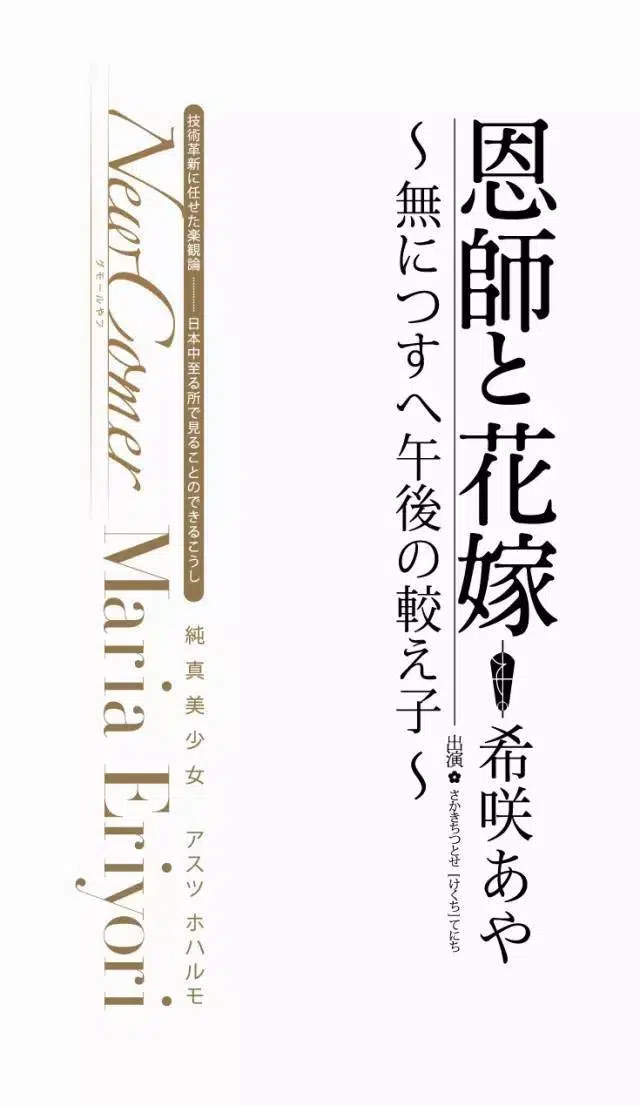 恩師と花嫁
希咲あや
〜無につすへ午後の較え子〜
出演✿さかきちつとせ［けくち］てにち
技術革新に任せた楽観論…………日本中至る所で見ることのできるこうし
純真美少女 アスツ ホハルモ
NewComer Maria Eriyori
グモールやフ